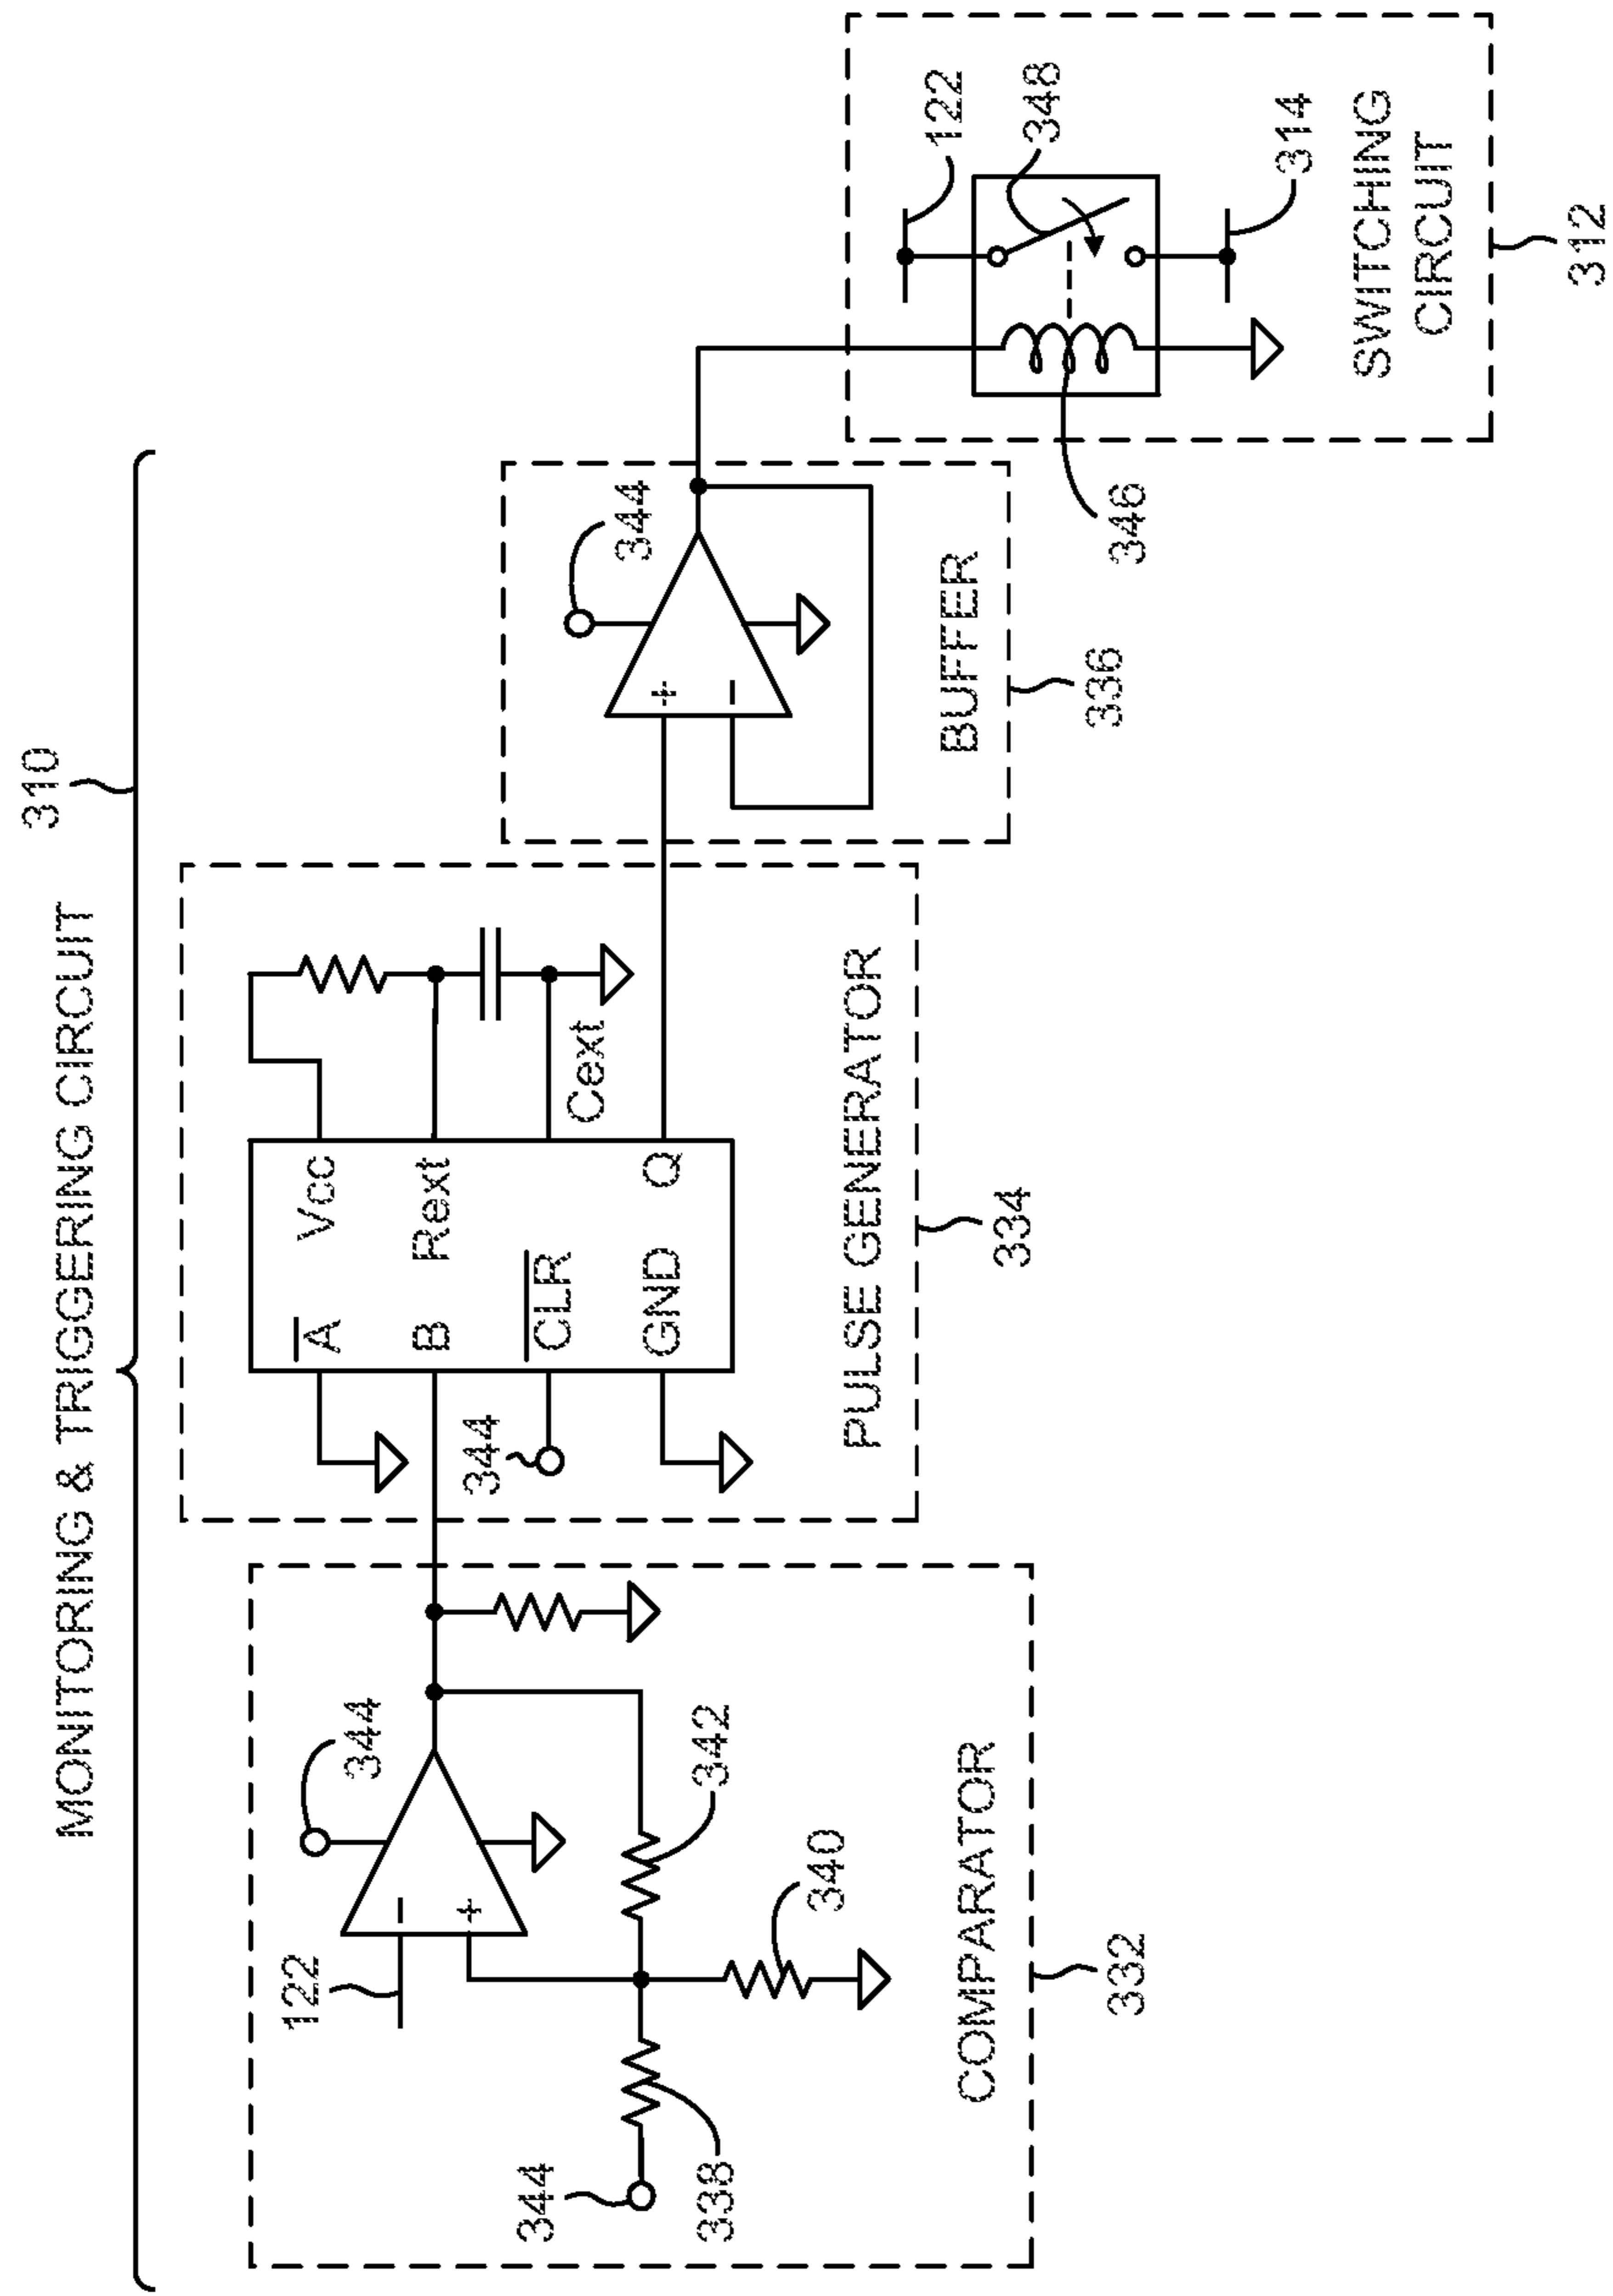 MONITORING & TRIGGERING CIRCUIT
310
344
122
−
+
342
340
344
338
COMPARATOR
332
A
B
CLR
GND
Vcc
Rext
Q
Cext
344
PULSE GENERATOR
334
344
+
−
BUFFER
336
122
348
314
346
SWITCHING
CIRCUIT
312